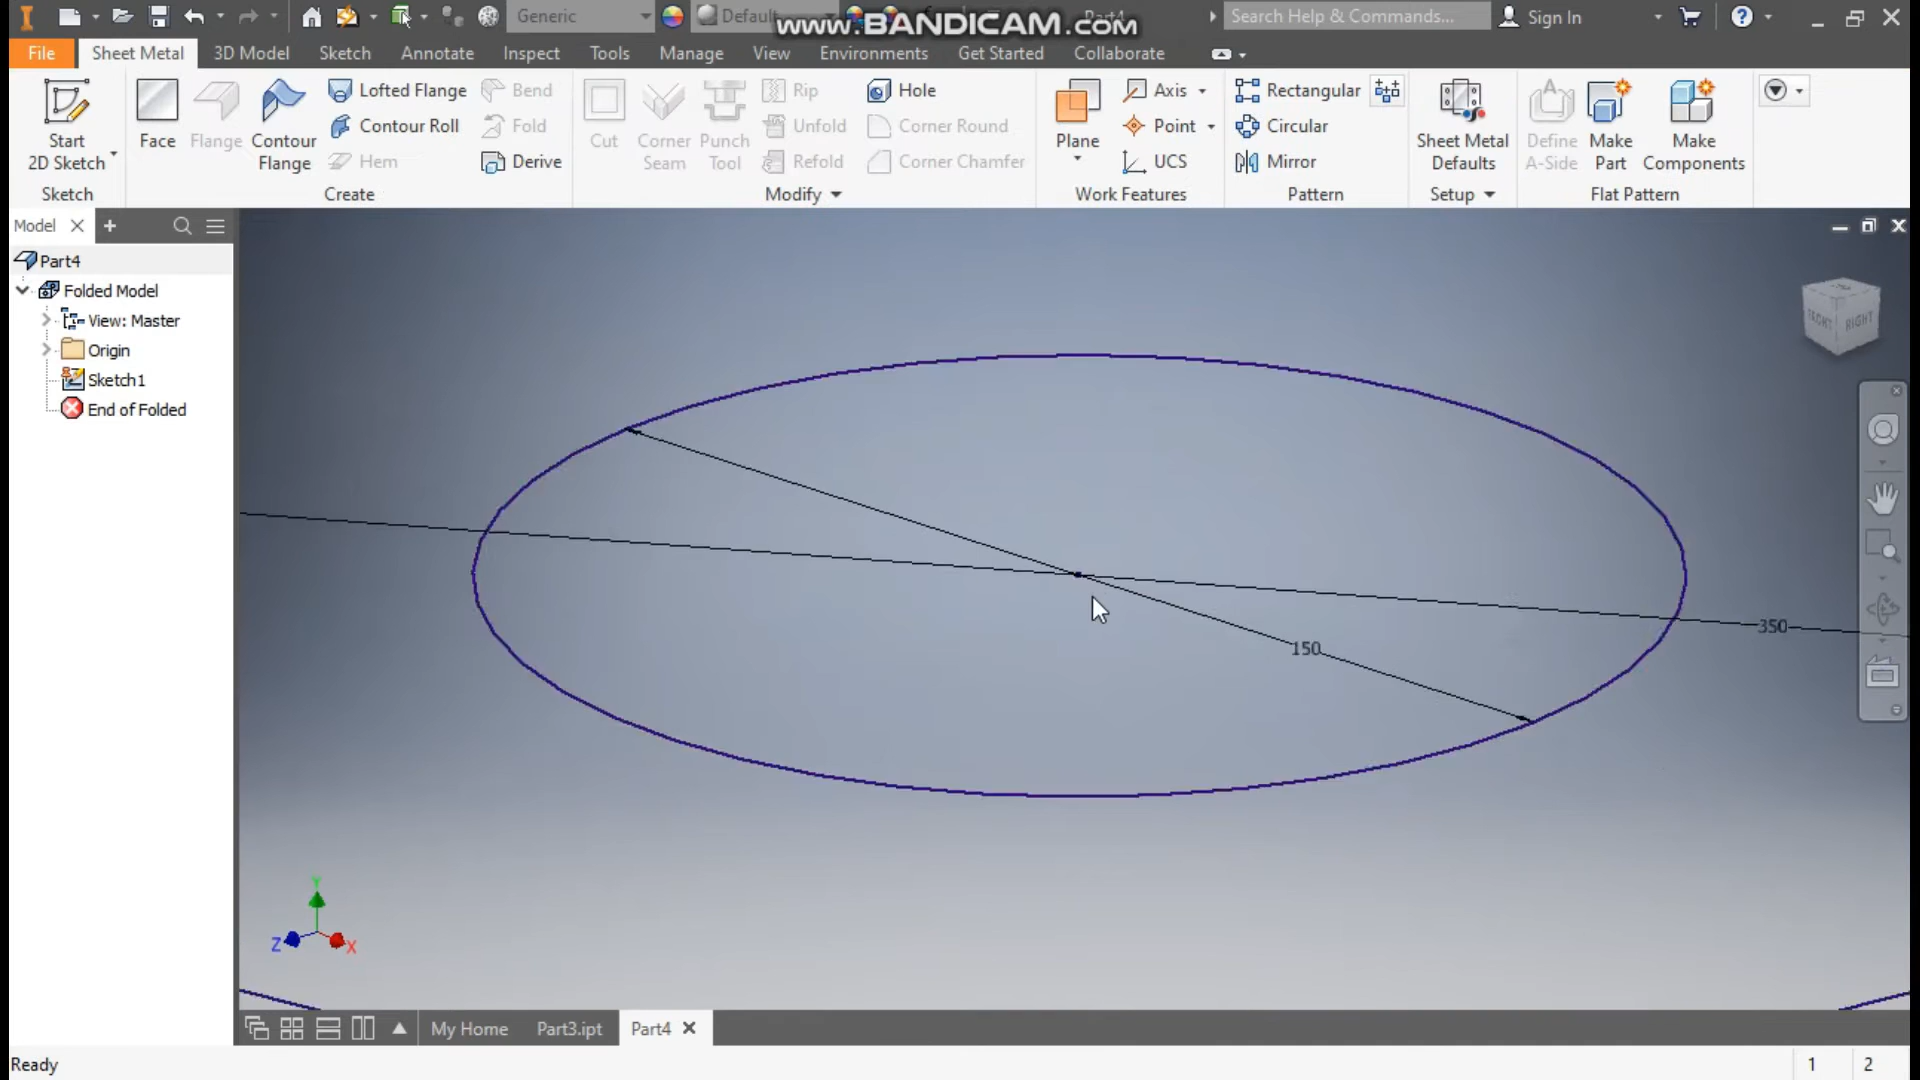 Generic
Default
www.BANDICAM.com
Part4
Search Help & Commands...
Sign In
File
Sheet Metal
3D Model
Sketch
Annotate
Inspect
Tools
Manage
View
Environments
Get Started
Collaborate
Start
2D Sketch
Sketch
Face
Flange
Contour
Flange
Lofted Flange
Contour Roll
Hem
Bend
Fold
Derive
Create
Cut
Corner
Seam
Punch
Tool
Rip
Unfold
Refold
Hole
Corner Round
Corner Chamfer
Modify
Plane
Axis
Point
UCS
Work Features
Rectangular
Circular
Mirror
Pattern
Sheet Metal
Defaults
Setup
Define
A-Side
Make
Part
Make
Components
Flat Pattern
Model
Part4
Folded Model
View: Master
Origin
Sketch1
End of Folded
FRONT
RIGHT
350
150
Y
Z
X
My Home
Part3.ipt
Part4
Ready
1
2